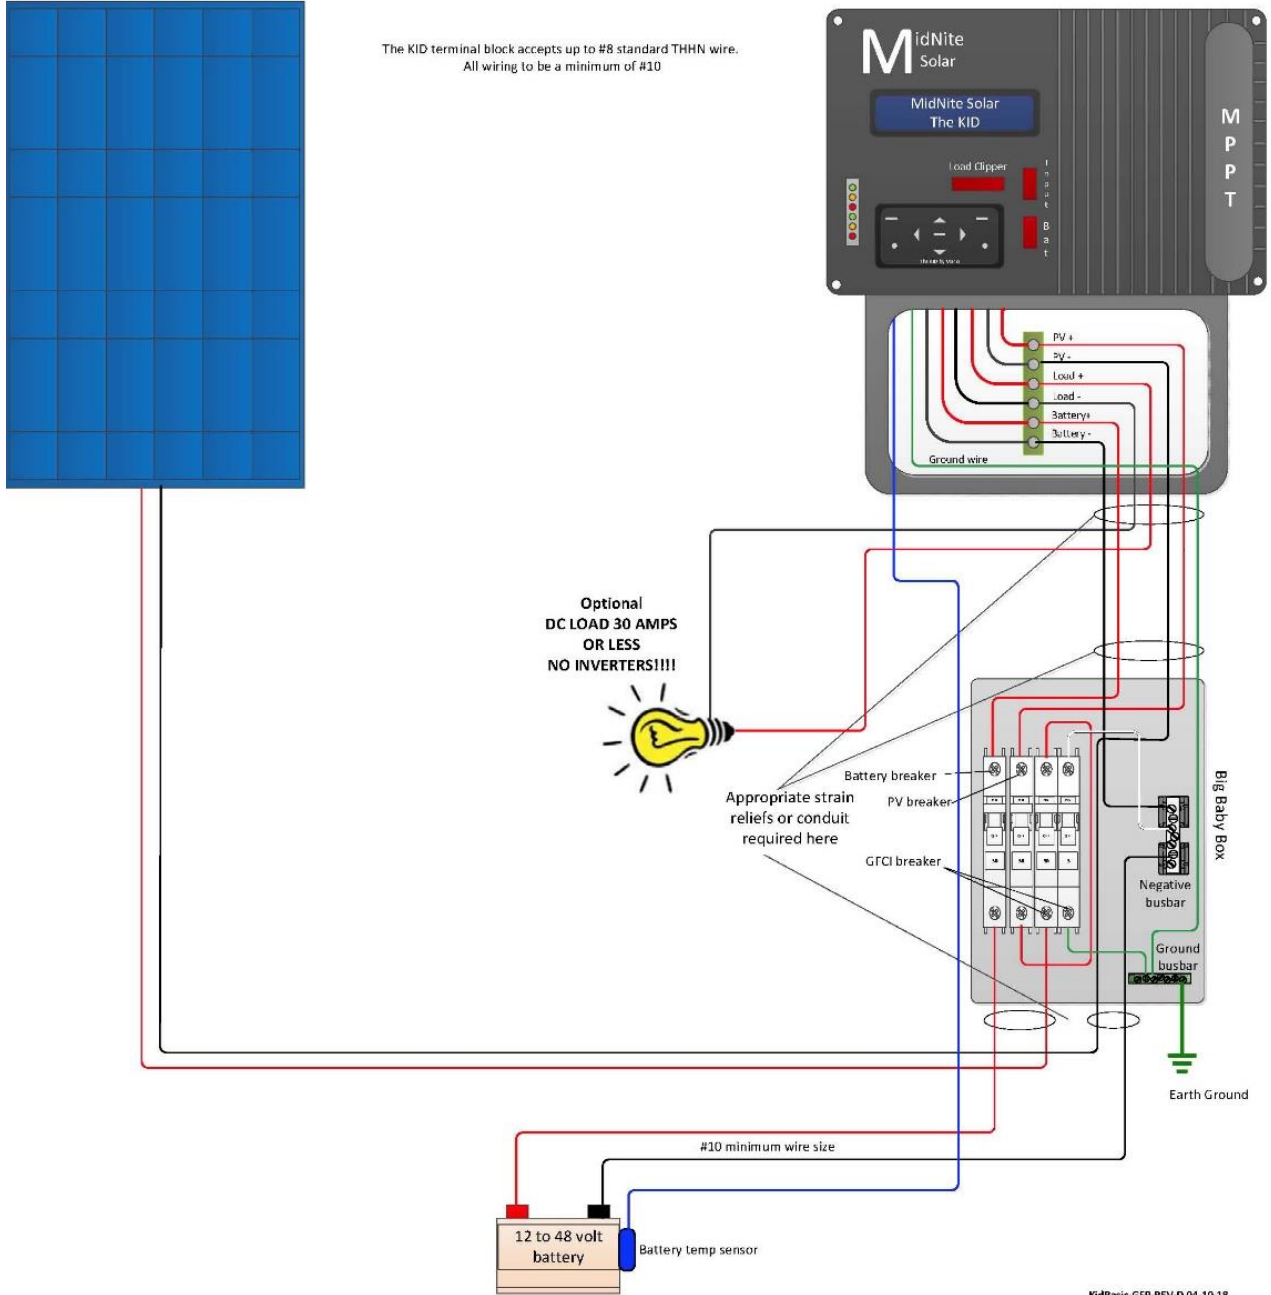 The KID terminal block accepts up to #8 standard THHN wire.
All wiring to be a minimum of #10
MidNite
Solar
MidNite Solar
The KID
MPPT
Load Clipper
Input
Bat
PV +
PV -
Load +
Load -
Battery+
Battery -
Ground wire
Optional
DC LOAD 30 AMPS
OR LESS
NO INVERTERS!!!!
Appropriate strain
reliefs or conduit
required here
Battery breaker
PV breaker
GFCI breaker
Big Baby Box
Negative
busbar
Ground
busbar
Earth Ground
#10 minimum wire size
12 to 48 volt
battery
Battery temp sensor